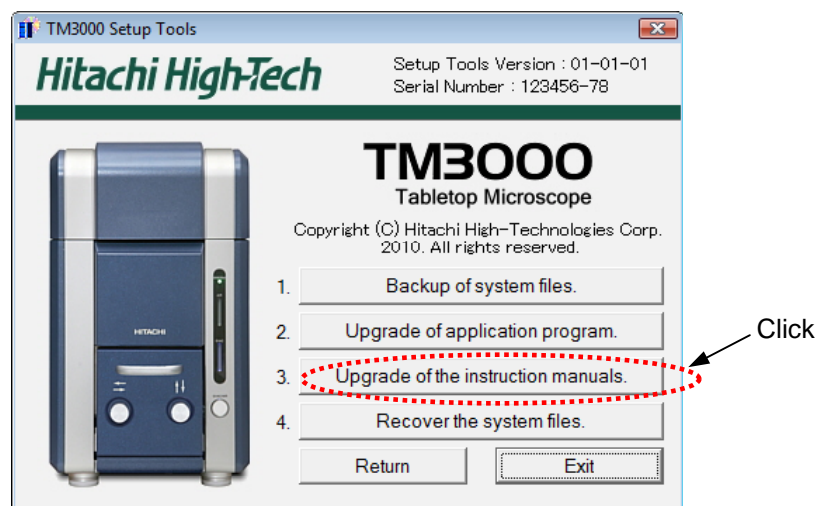 TM3000 Setup Tools
Hitachi High-Tech
Setup Tools Version : 01-01-01
Serial Number : 123456-78
TM3000
Tabletop Microscope
Copyright (C) Hitachi High-Technologies Corp.
2010. All rights reserved.
1. Backup of system files.
2. Upgrade of application program.
3. Upgrade of the instruction manuals.
4. Recover the system files.
Return Exit
Click
HITACHI